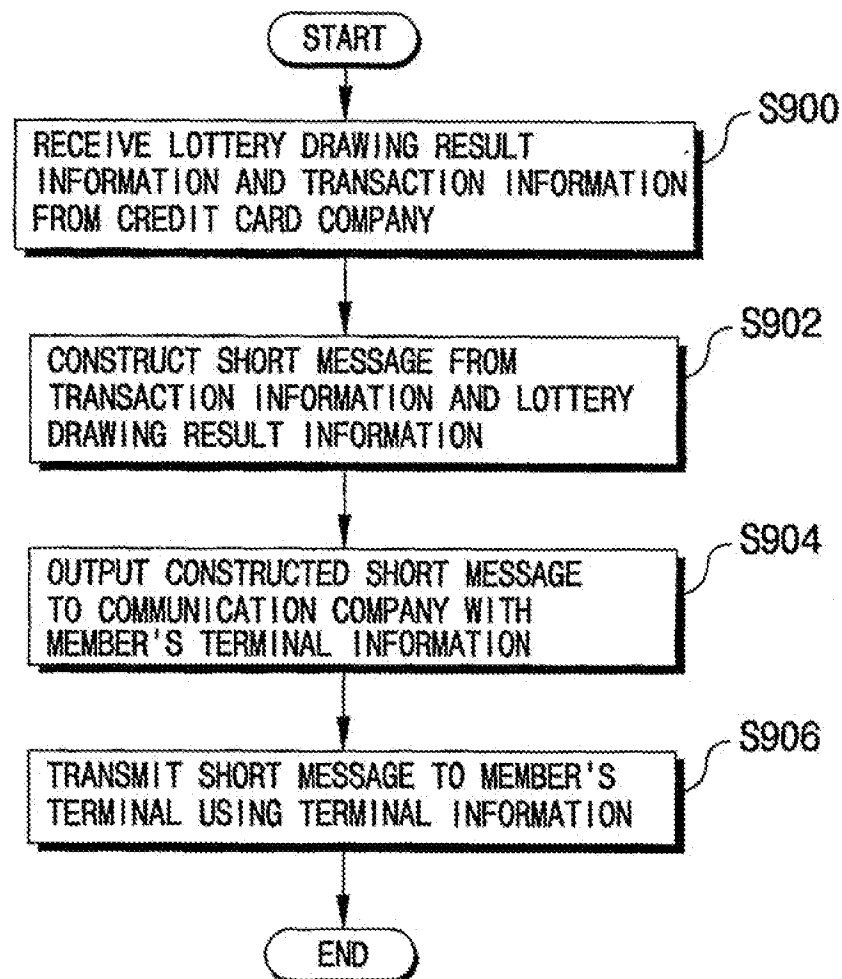 START
S900
RECEIVE LOTTERY DRAWING RESULT
INFORMATION AND TRANSACTION INFORMATION
FROM CREDIT CARD COMPANY
S902
CONSTRUCT SHORT MESSAGE FROM
TRANSACTION INFORMATION AND LOTTERY
DRAWING RESULT INFORMATION
S904
OUTPUT CONSTRUCTED SHORT MESSAGE
TO COMMUNICATION COMPANY WITH
MEMBER'S TERMINAL INFORMATION
S906
TRANSMIT SHORT MESSAGE TO MEMBER'S
TERMINAL USING TERMINAL INFORMATION
END